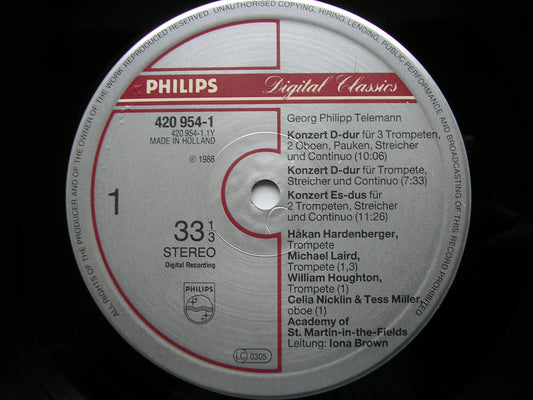 ALL RIGHTS OF THE PRODUCER AND OF THE OWNER OF THE WORK REPRODUCED RESERVED UNAUTHORISED COPYING, HIRING, LENDING, PUBLIC PERFORMANCE AND BROADCASTING OF THIS RECORD PROHIBITED
PHILIPS
Digital Classics
420 954-1
420 954-1.1Y
MADE IN HOLLAND
℗ 1988
1
33 1/3
STEREO
Digital Recording
PHILIPS
Georg Philipp Telemann
Konzert D-dur für 3 Trompeten,
2 Oboen, Pauken, Streicher
und Continuo (10:06)
Konzert D-dur für Trompete,
Streicher und Continuo (7:33)
Konzert Es-dus für
2 Trompeten, Streicher
und Continuo (11:26)
Håkan Hardenberger,
Trompete
Michael Laird,
Trompete (1,3)
William Houghton,
Trompete (1)
Celia Nicklin & Tess Miller,
oboe (1)
Academy of
St. Martin-in-the-Fields
Leitung: Iona Brown
LC 0305